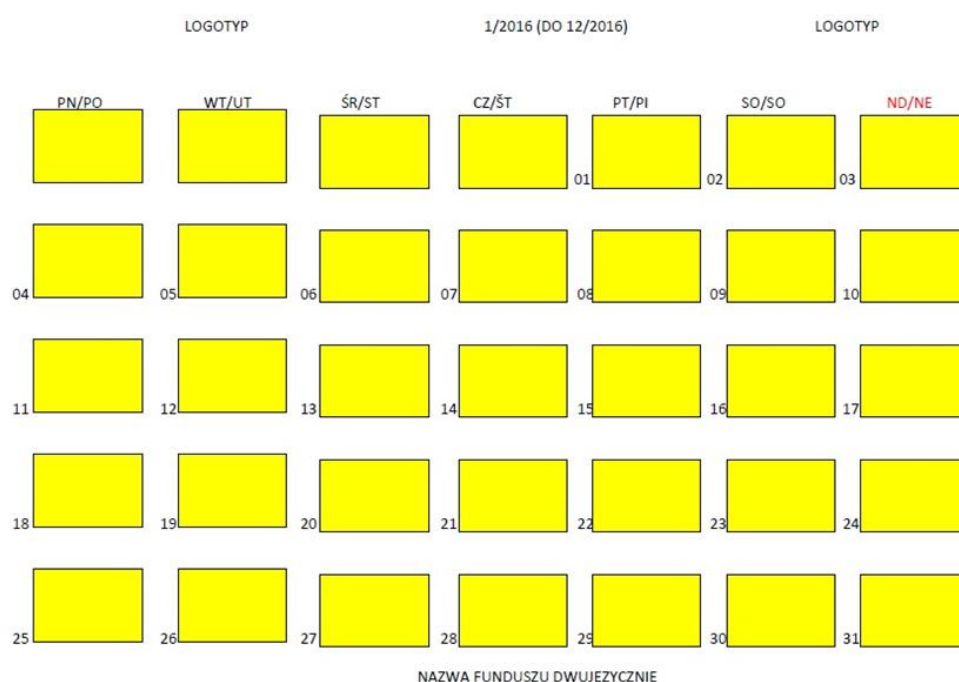 LOGOTYP 1/2016 (DO 12/2016) LOGOTYP
PN/PO WT/UT ŚR/ST CZ/ŠT PT/PI SO/SO ND/NE
01 02 03
04 05 06 07 08 09 10
11 12 13 14 15 16 17
18 19 20 21 22 23 24
25 26 27 28 29 30 31
NAZWA FUNDUSZU DWUJEZYCZNIE